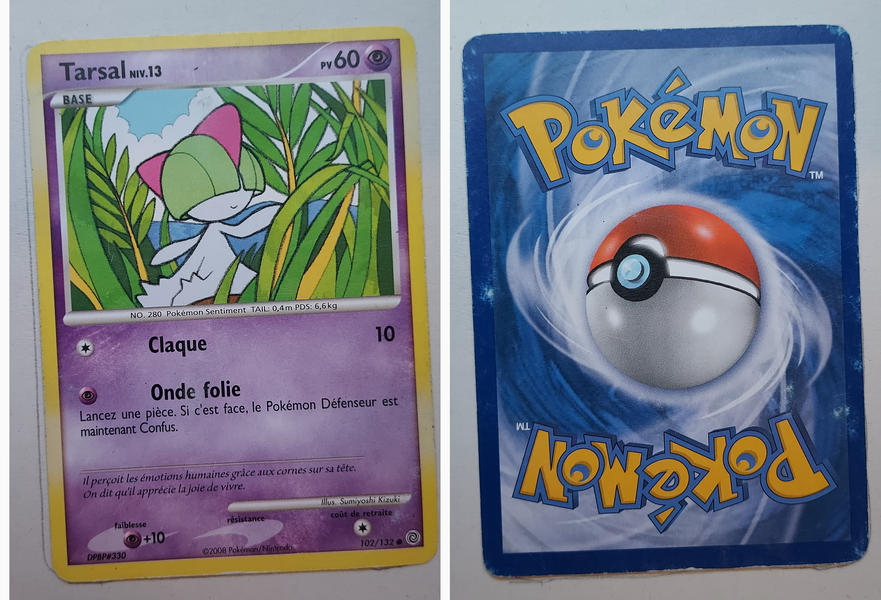 Tarsal NIV.13
PV 60
BASE
NO. 280 Pokémon Sentiment TAIL: 0,4m PDS: 6,6kg
Claque 10
Onde folie
Lancez une pièce. Si c'est face, le Pokémon Défenseur est
maintenant Confus.
Il perçoit les émotions humaines grâce aux cornes sur sa tête.
On dit qu'il apprécie la joie de vivre.
Illus. Sumiyoshi Kizuki
faiblesse
résistance
coût de retraite
+10
DPBP#330
©2008 Pokémon/Nintendo
102/132
POKéMON
TM
TM
POKéMON